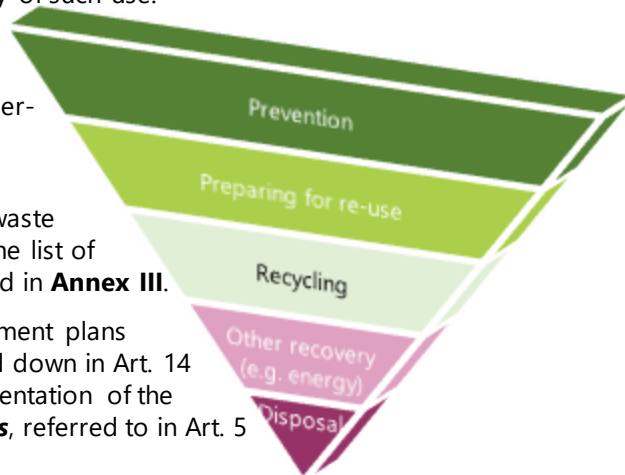 y of such use.
Prevention
er-
Preparing for re-use
waste
ne list of
d in Annex III.
Recycling
ment plans
d down in Art. 14
entation of the
s, referred to in Art. 5
Other recovery
(e.g. energy)
Disposal